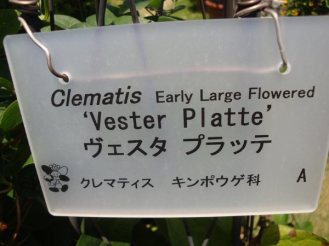 Clematis Early Large Flowered
'Vester Platte'
ヴェスタ プラッテ
クレマティス キンポウゲ科 A